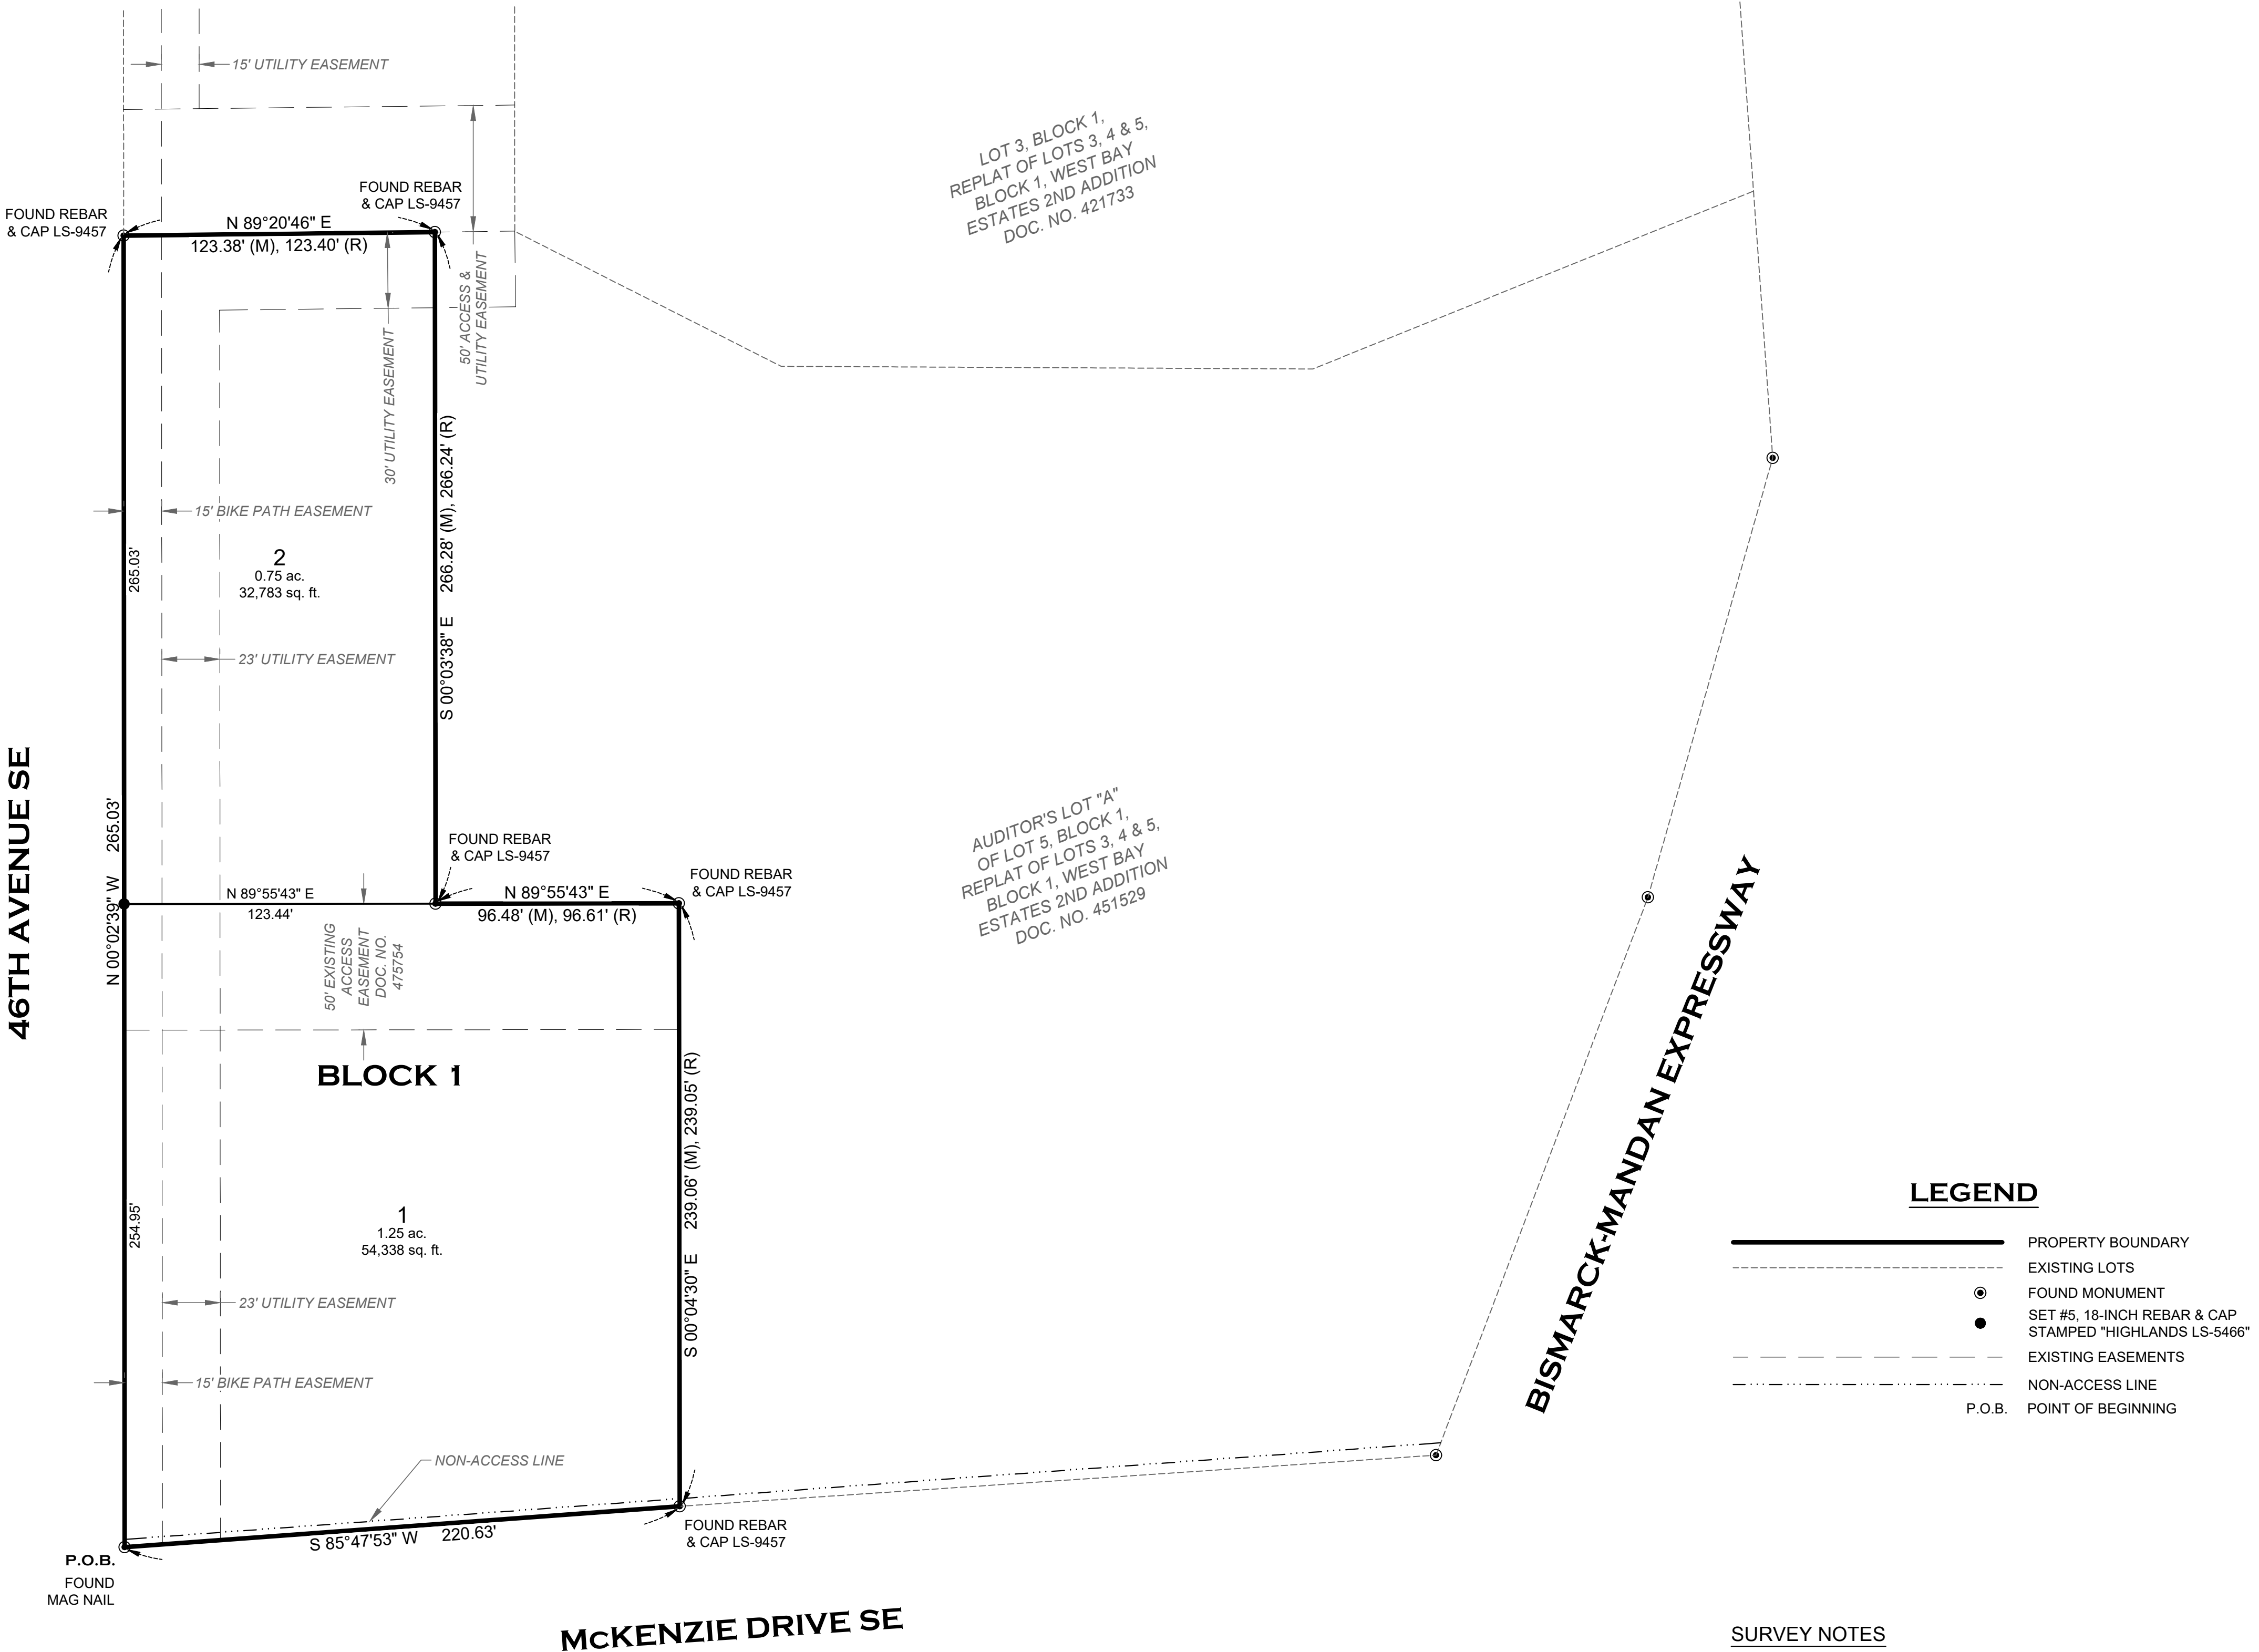 15' UTILITY EASEMENT
LOT 3, BLOCK 1,
REPLAT OF LOTS 3, 4 & 5,
BLOCK 1, WEST BAY
ESTATES 2ND ADDITION
DOC. NO. 421733
FOUND REBAR
& CAP LS-9457
FOUND REBAR
& CAP LS-9457
N 89°20'46" E
123.38' (M), 123.40' (R)
50' ACCESS &
UTILITY EASEMENT
30' UTILITY EASEMENT
S 00°03'38" E 266.28' (M), 266.24' (R)
15' BIKE PATH EASEMENT
265.03'
2
0.75 ac.
32,783 sq. ft.
23' UTILITY EASEMENT
46TH AVENUE SE
N 00°02'39" W 265.03'
FOUND REBAR
& CAP LS-9457
FOUND REBAR
& CAP LS-9457
N 89°55'43" E
123.44'
N 89°55'43" E
96.48' (M), 96.61' (R)
AUDITOR'S LOT "A"
OF LOT 5, BLOCK 1,
REPLAT OF LOTS 3, 4 & 5,
BLOCK 1, WEST BAY
ESTATES 2ND ADDITION
DOC. NO. 451529
50' EXISTING
ACCESS
EASEMENT
DOC. NO.
475754
BLOCK 1
S 00°04'30" E 239.06' (M), 239.05' (R)
254.95'
1
1.25 ac.
54,338 sq. ft.
23' UTILITY EASEMENT
15' BIKE PATH EASEMENT
NON-ACCESS LINE
S 85°47'53" W 220.63'
FOUND REBAR
& CAP LS-9457
P.O.B.
FOUND
MAG NAIL
McKENZIE DRIVE SE
BISMARCK-MANDAN EXPRESSWAY
LEGEND
PROPERTY BOUNDARY
EXISTING LOTS
FOUND MONUMENT
SET #5, 18-INCH REBAR & CAP
STAMPED "HIGHLANDS LS-5466"
EXISTING EASEMENTS
NON-ACCESS LINE
P.O.B. POINT OF BEGINNING
SURVEY NOTES